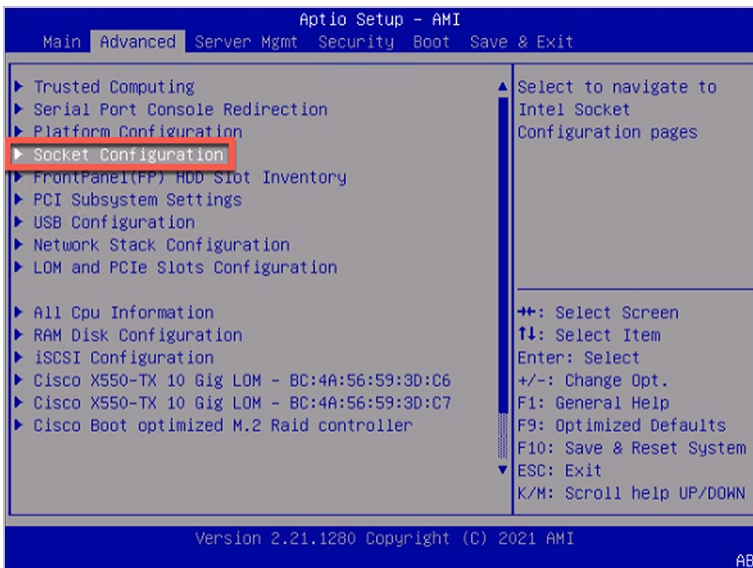 Aptio Setup - AMI
Main Advanced Server Mgmt Security Boot Save & Exit
Trusted Computing
Serial Port Console Redirection
Platform Configuration
Socket Configuration
FrontPanel(FP) HDD Slot Inventory
PCI Subsystem Settings
USB Configuration
Network Stack Configuration
LOM and PCIe Slots Configuration
All Cpu Information
RAM Disk Configuration
iSCSI Configuration
Cisco X550-TX 10 Gig LOM - BC:4A:56:59:3D:C6
Cisco X550-TX 10 Gig LOM - BC:4A:56:59:3D:C7
Cisco Boot optimized M.2 Raid controller
Select to navigate to
Intel Socket
Configuration pages
→←: Select Screen
↑↓: Select Item
Enter: Select
+/-: Change Opt.
F1: General Help
F9: Optimized Defaults
F10: Save & Reset System
ESC: Exit
K/M: Scroll help UP/DOWN
Version 2.21.1280 Copyright (C) 2021 AMI
AB